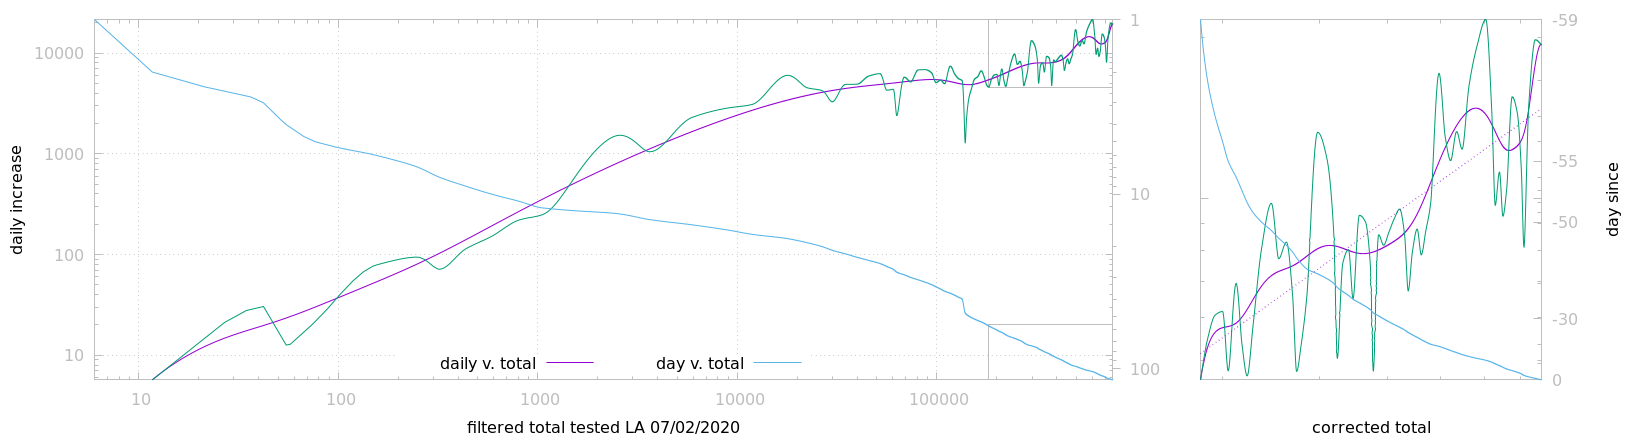 daily increase
10000
1000
100
10
10
100
1000
10000
100000
daily v. total
day v. total
filtered total tested LA 07/02/2020
1
10
100
-59
-55
-50
-30
0
day since
corrected total